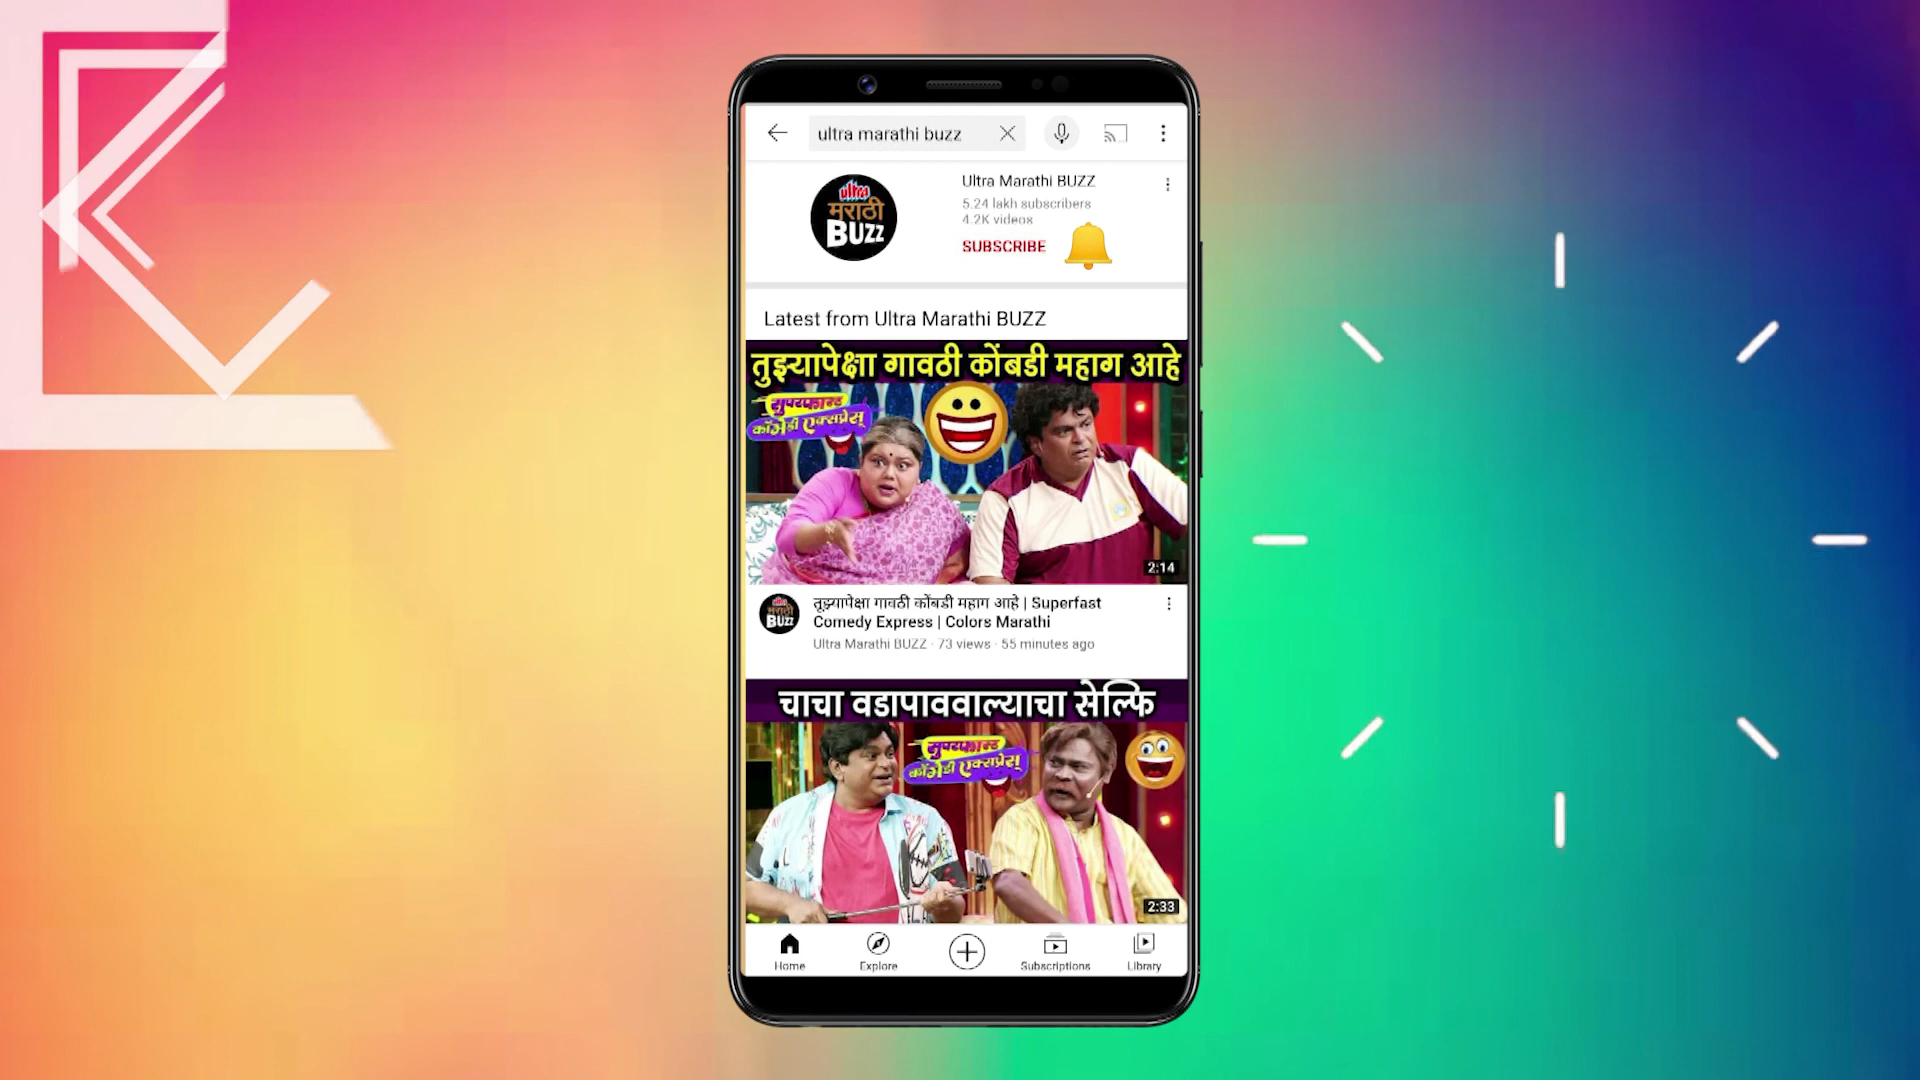 ultra marathi buzz
ultra
मराठी
BUZZ
Ultra Marathi BUZZ
5.24 lakh subscribers
4.2K videos
SUBSCRIBE
Latest from Ultra Marathi BUZZ
तुझ्यापेक्षा गावठी कोंबडी महाग आहे
सुपरफास्ट
कॉमेडी एक्सप्रेस्
2:14
ultra
मराठी
BUZZ
तूझ्यापेक्षा गावठी कोंबडी महाग आहे | Superfast
Comedy Express | Colors Marathi
Ultra Marathi BUZZ · 73 views · 55 minutes ago
चाचा वडापाववाल्याचा सेल्फि
सुपरफास्ट
कॉमेडी एक्सप्रेस्
2:33
Home
Explore
Subscriptions
Library